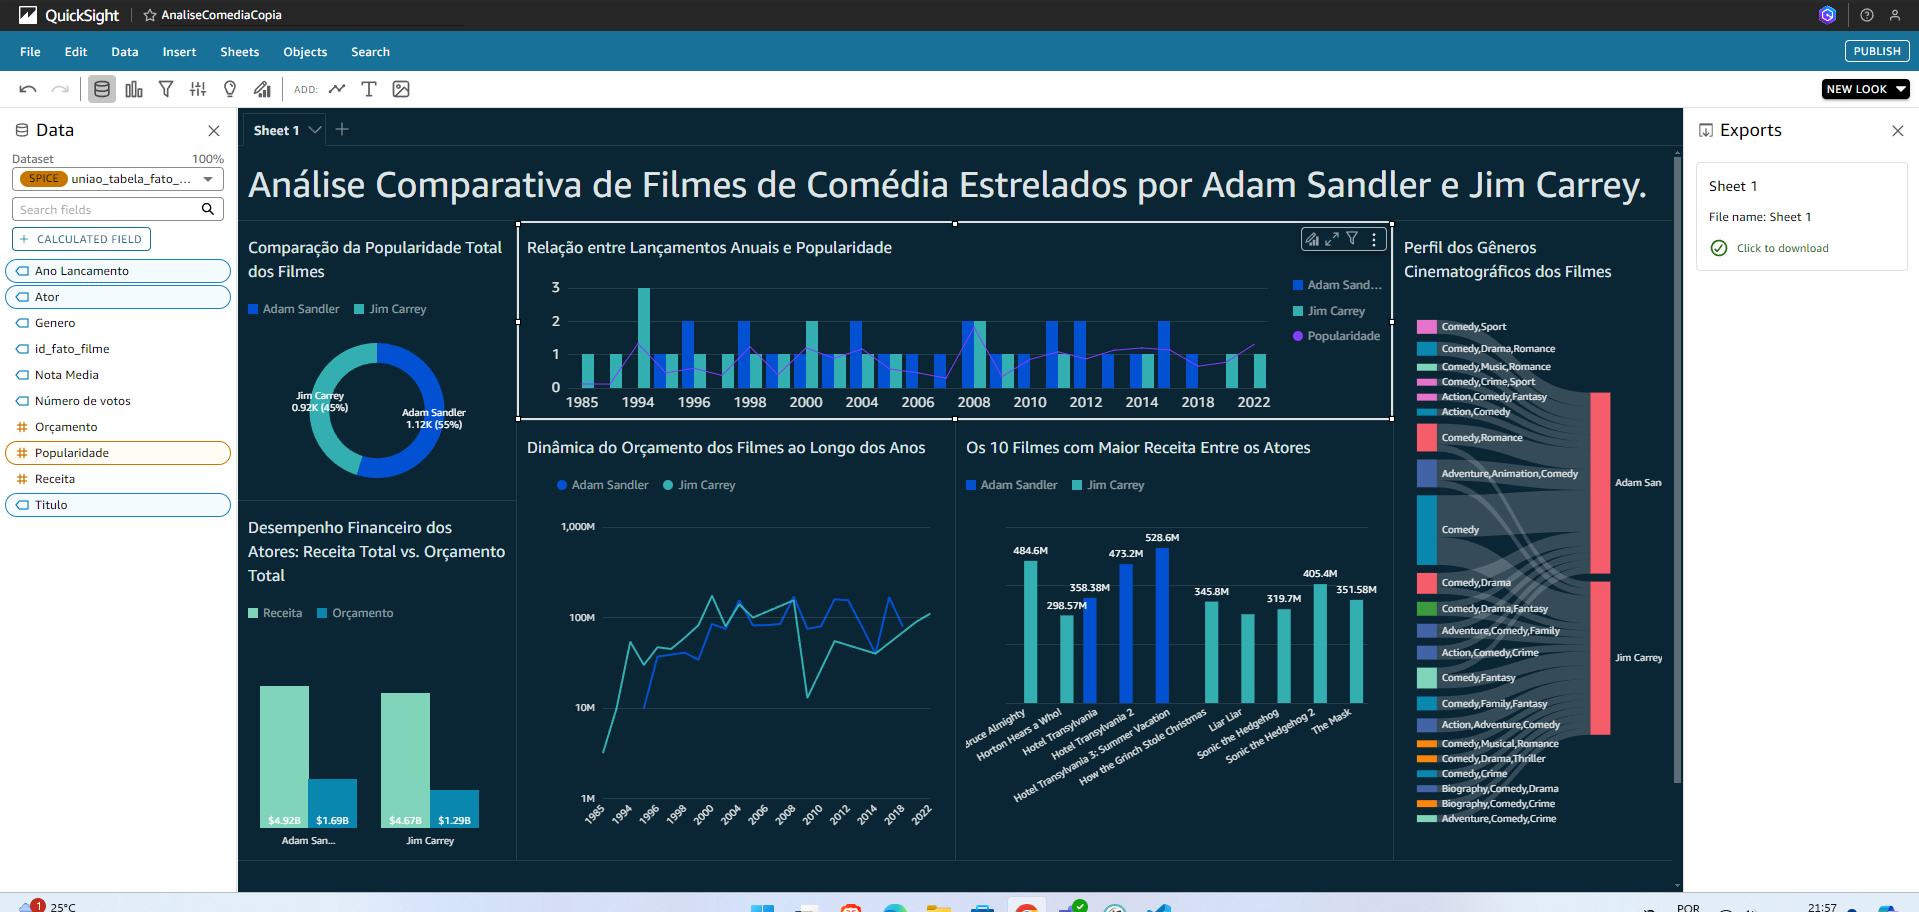 QuickSight
AnaliseComediaCopia
File Edit Data Insert Sheets Objects Search
PUBLISH
ADD:
NEW LOOK
Data
Dataset 100%
SPICE uniao_tabela_fato_...
Search fields
+ CALCULATED FIELD
Ano Lancamento
Ator
Genero
id_fato_filme
Nota Media
Número de votos
Orçamento
Popularidade
Receita
Titulo
Sheet 1
Análise Comparativa de Filmes de Comédia Estrelados por Adam Sandler e Jim Carrey.
Comparação da Popularidade Total
dos Filmes
Adam Sandler Jim Carrey
Jim Carrey
0.92K (45%)
Adam Sandler
1.12K (55%)
Desempenho Financeiro dos
Atores: Receita Total vs. Orçamento
Total
Receita Orçamento
$4.92B $1.69B $4.67B $1.29B
Adam San... Jim Carrey
Relação entre Lançamentos Anuais e Popularidade
3
2
1
0
1985 1994 1996 1998 2000 2004 2006 2008 2010 2012 2014 2018 2022
Adam Sand...
Jim Carrey
Popularidade
Dinâmica do Orçamento dos Filmes ao Longo dos Anos
Adam Sandler Jim Carrey
1,000M
100M
10M
1M
1985 1994 1996 1998 2000 2004 2006 2008 2010 2012 2014 2018 2022
Os 10 Filmes com Maior Receita Entre os Atores
Adam Sandler Jim Carrey
484.6M
298.57M
358.38M
473.2M
528.6M
345.8M
319.7M
405.4M
351.58M
Bruce Almighty
Horton Hears a Who!
Hotel Transylvania
Hotel Transylvania 2
Hotel Transylvania 3: Summer Vacation
How the Grinch Stole Christmas
Liar Liar
Sonic the Hedgehog
Sonic the Hedgehog 2
The Mask
Perfil dos Gêneros
Cinematográficos dos Filmes
Comedy,Sport
Comedy,Drama,Romance
Comedy,Music,Romance
Comedy,Crime,Sport
Action,Comedy,Fantasy
Action,Comedy
Comedy,Romance
Adventure,Animation,Comedy
Comedy
Comedy,Drama
Comedy,Drama,Fantasy
Adventure,Comedy,Family
Action,Comedy,Crime
Comedy,Fantasy
Comedy,Family,Fantasy
Action,Adventure,Comedy
Comedy,Musical,Romance
Comedy,Drama,Thriller
Comedy,Crime
Biography,Comedy,Drama
Biography,Comedy,Crime
Adventure,Comedy,Crime
Adam San
Jim Carrey
Exports
Sheet 1
File name: Sheet 1
Click to download
1 25°C
POR
21:57